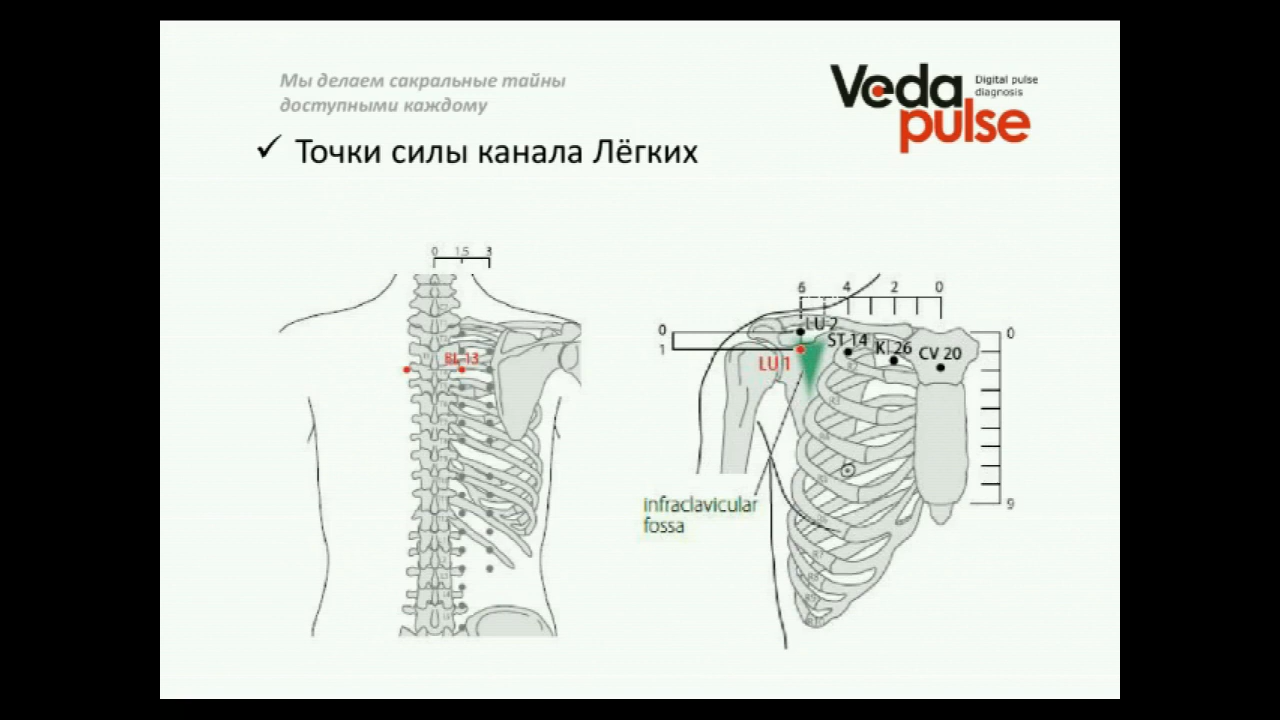 Мы делаем сакральные тайны
доступными каждому
Veda
pulse
Digital pulse
diagnosis
✓ Точки силы канала Лёгких
0 1.5 3
BL 13
6 4 2 0
0
1
LU 2
ST 14
KI 26
CV 20
LU 1
0
9
infraclavicular
fossa